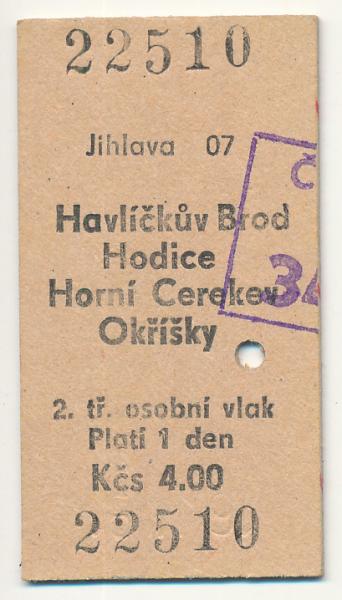 22510
Jihlava 07
Č
Havlíčkův Brod
Hodice
Horní Cerekev
34
Okříšky
2. tř. osobní vlak
Platí 1 den
Kčs 4.00
22510